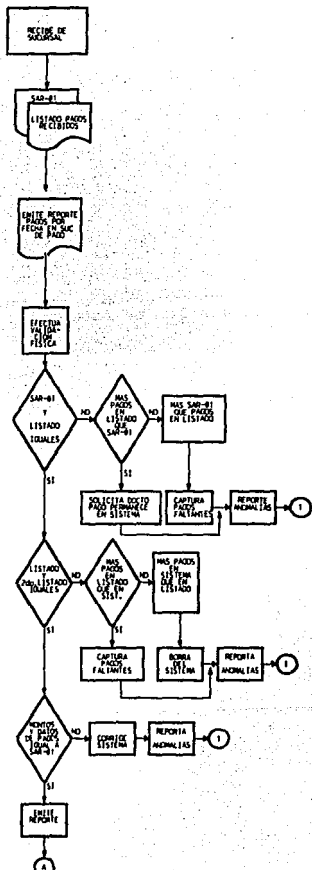 RECIBE DE
SUCURSAL
SAR-01
LISTADO PAGOS
RECIBIDOS
EMITE REPORTE
PAGOS POR
FECHA EN SUC
DE PAGO
EFECTUA
VALIDA-
CION
FISICA
SAR-01
Y
LISTADO
IGUALES
NO
MAS
PAGOS
EN
LISTADO
QUE
SAR-01
NO
MAS SAR-01
QUE PAGOS
EN LISTADO
SI
SI
SOLICITA DOCTO
PAGO PERMANECE
EN SISTEMA
CAPTURA
PAGOS
FALTANTES
REPORTE
ANOMALIAS
1
LISTADO
Y
2do.LISTADO
IGUALES
NO
MAS
PAGOS
EN
LISTADO
QUE EN
SIST.
NO
MAS PAGOS
EN
SISTEMA
QUE EN
LISTADO
SI
SI
CAPTURA
PAGOS
FALTANTES
BORRA
DEL
SISTEMA
REPORTA
ANOMALIAS
1
MONTOS
Y DATOS
DE PAGOS
IGUAL A
SAR-01
NO
CORRIGE
SISTEMA
REPORTA
ANOMALIAS
1
SI
EMITE
REPORTE
A